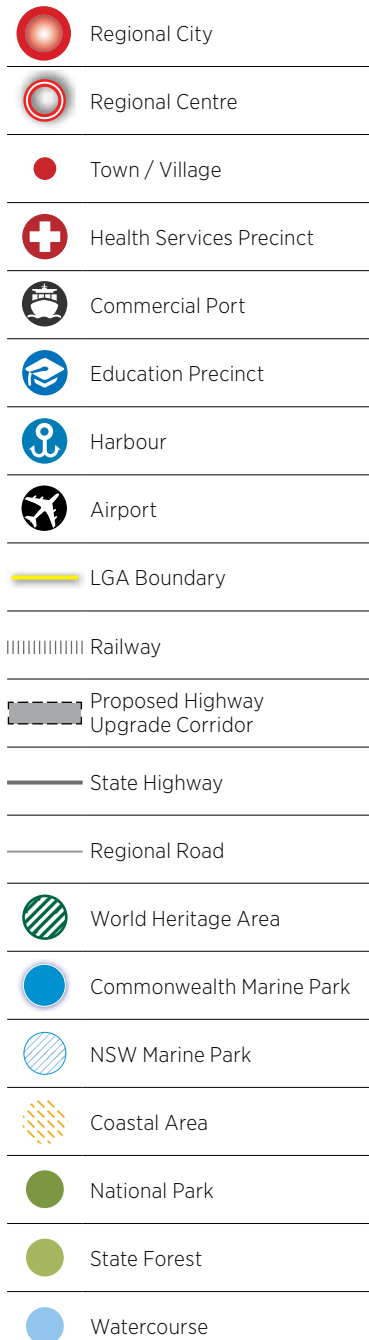 Regional City
Regional Centre
Town / Village
Health Services Precinct
Commercial Port
Education Precinct
Harbour
Airport
LGA Boundary
Railway
Proposed Highway
Upgrade Corridor
State Highway
Regional Road
World Heritage Area
Commonwealth Marine Park
NSW Marine Park
Coastal Area
National Park
State Forest
Watercourse